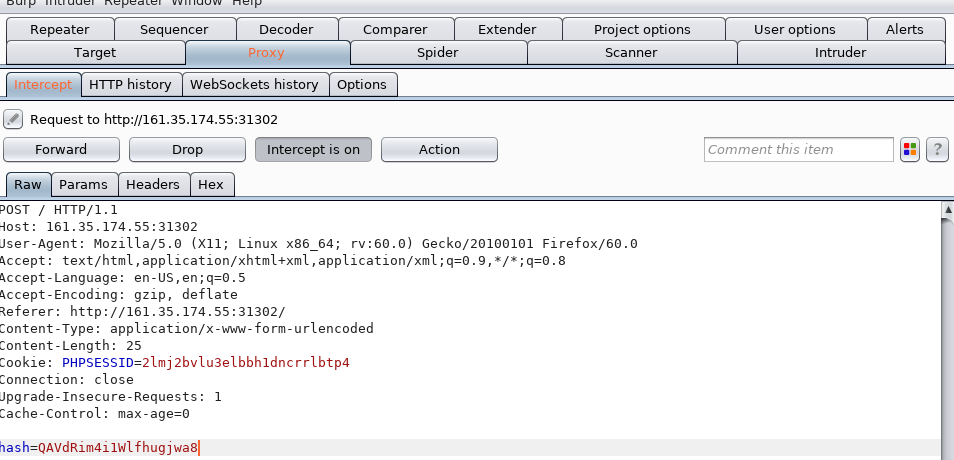 Burp Intruder Repeater Window Help
Repeater Sequencer Decoder Comparer Extender Project options User options Alerts
Target Proxy Spider Scanner Intruder
Intercept HTTP history WebSockets history Options
Request to http://161.35.174.55:31302
Forward Drop Intercept is on Action Comment this item ?
Raw Params Headers Hex
POST / HTTP/1.1
Host: 161.35.174.55:31302
User-Agent: Mozilla/5.0 (X11; Linux x86_64; rv:60.0) Gecko/20100101 Firefox/60.0
Accept: text/html,application/xhtml+xml,application/xml;q=0.9,*/*;q=0.8
Accept-Language: en-US,en;q=0.5
Accept-Encoding: gzip, deflate
Referer: http://161.35.174.55:31302/
Content-Type: application/x-www-form-urlencoded
Content-Length: 25
Cookie: PHPSESSID=2lmj2bvlu3elbbh1dncrrlbtp4
Connection: close
Upgrade-Insecure-Requests: 1
Cache-Control: max-age=0
hash=QAVdRim4i1Wlfhugjwa8